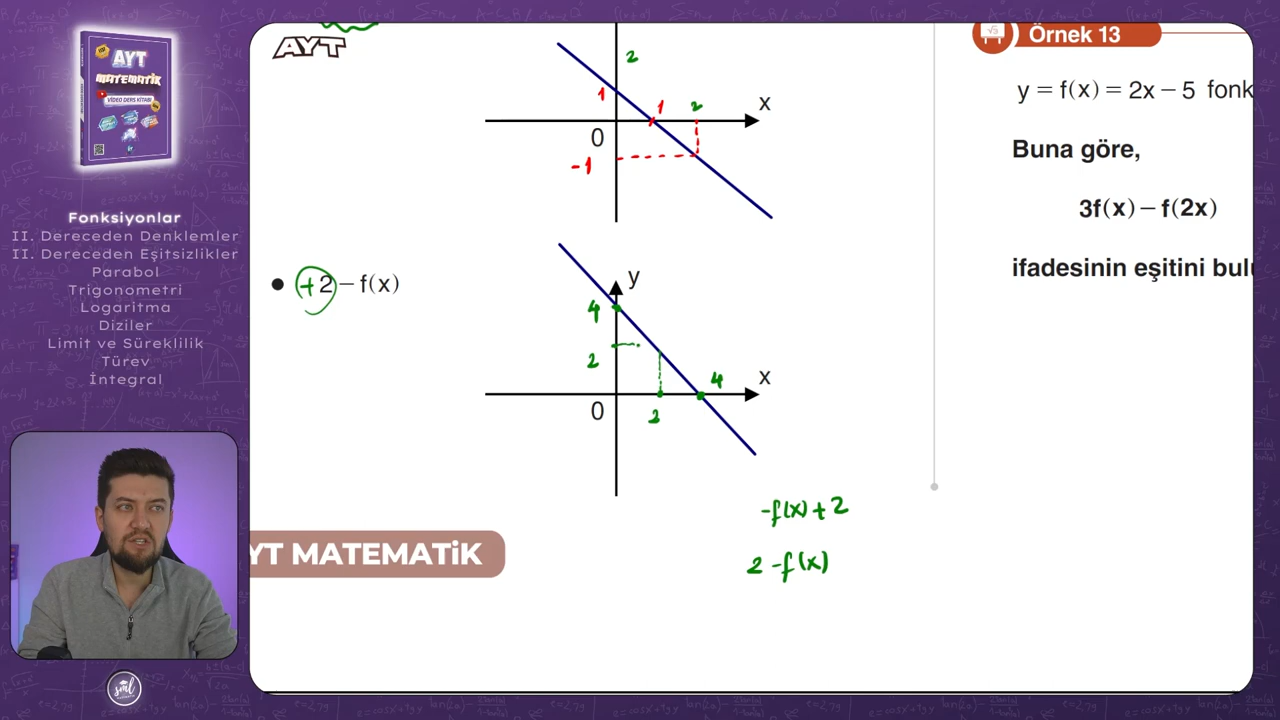 AYT
MATEMATİK
VİDEO DERS KİTABI
Fonksiyonlar
II. Dereceden Denklemler
II. Dereceden Eşitsizlikler
Parabol
Trigonometri
Logaritma
Diziler
Limit ve Süreklilik
Türev
İntegral
sml
AYT
2
1
1
2
x
0
-1
+2 − f(x)
y
4
2
x
4
0
2
-f(x)+2
2 -f(x)
YT MATEMATİK
Örnek 13
y = f(x) = 2x − 5 fonk
Buna göre,
3f(x) − f(2x)
ifadesinin eşitini bulu